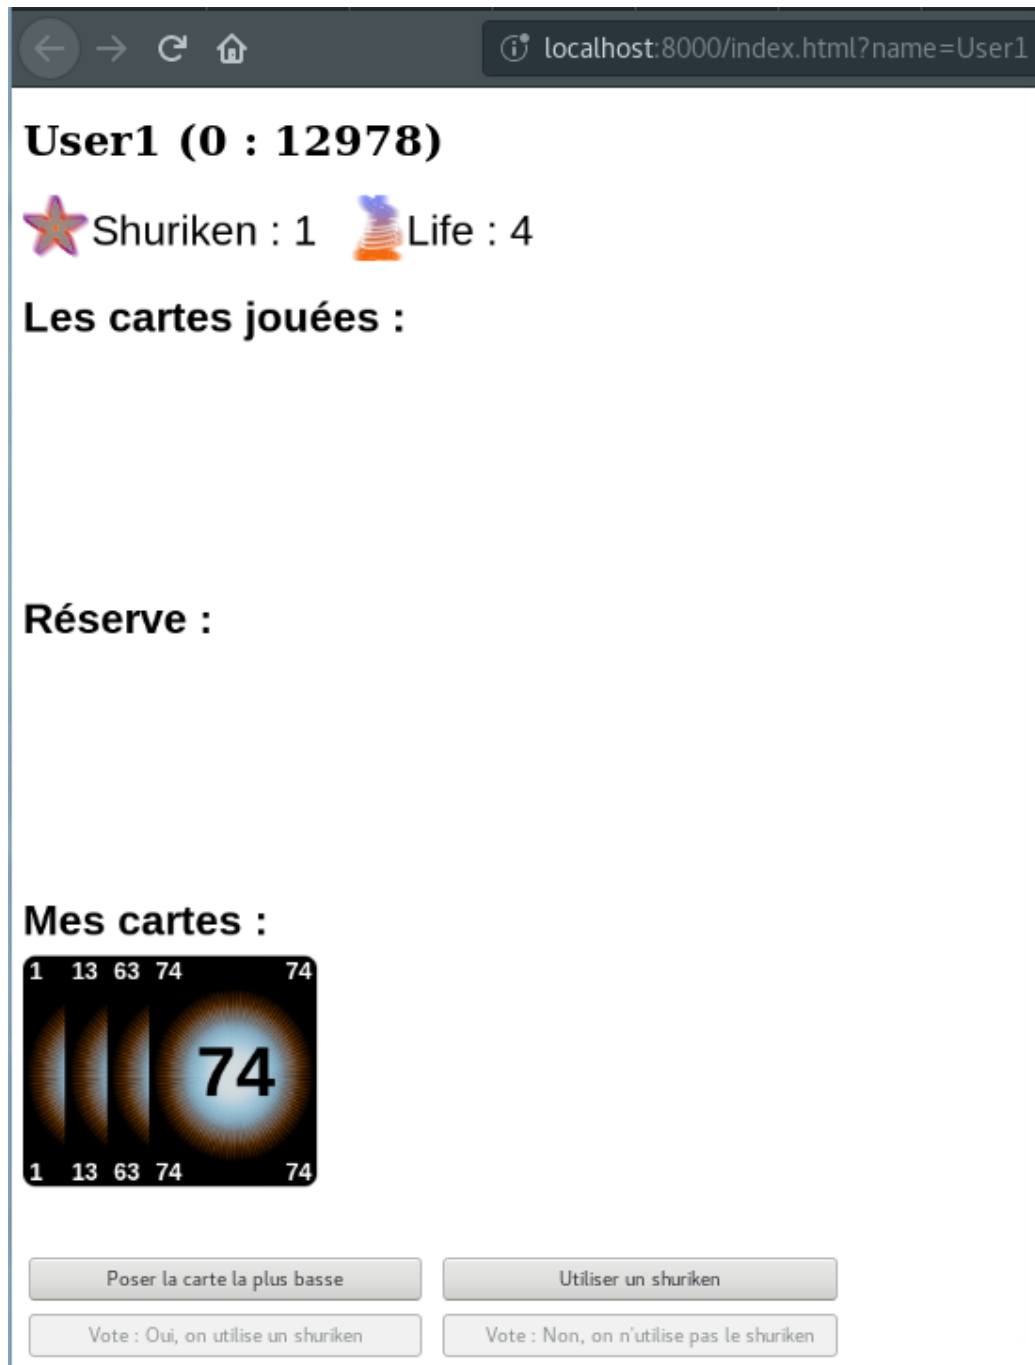 localhost:8000/index.html?name=User1
User1 (0 : 12978)
Shuriken : 1 Life : 4
Les cartes jouées :
Réserve :
Mes cartes :
1 13 63 74 74
74
1 13 63 74 74
Poser la carte la plus basse Utiliser un shuriken
Vote : Oui, on utilise un shuriken Vote : Non, on n'utilise pas le shuriken